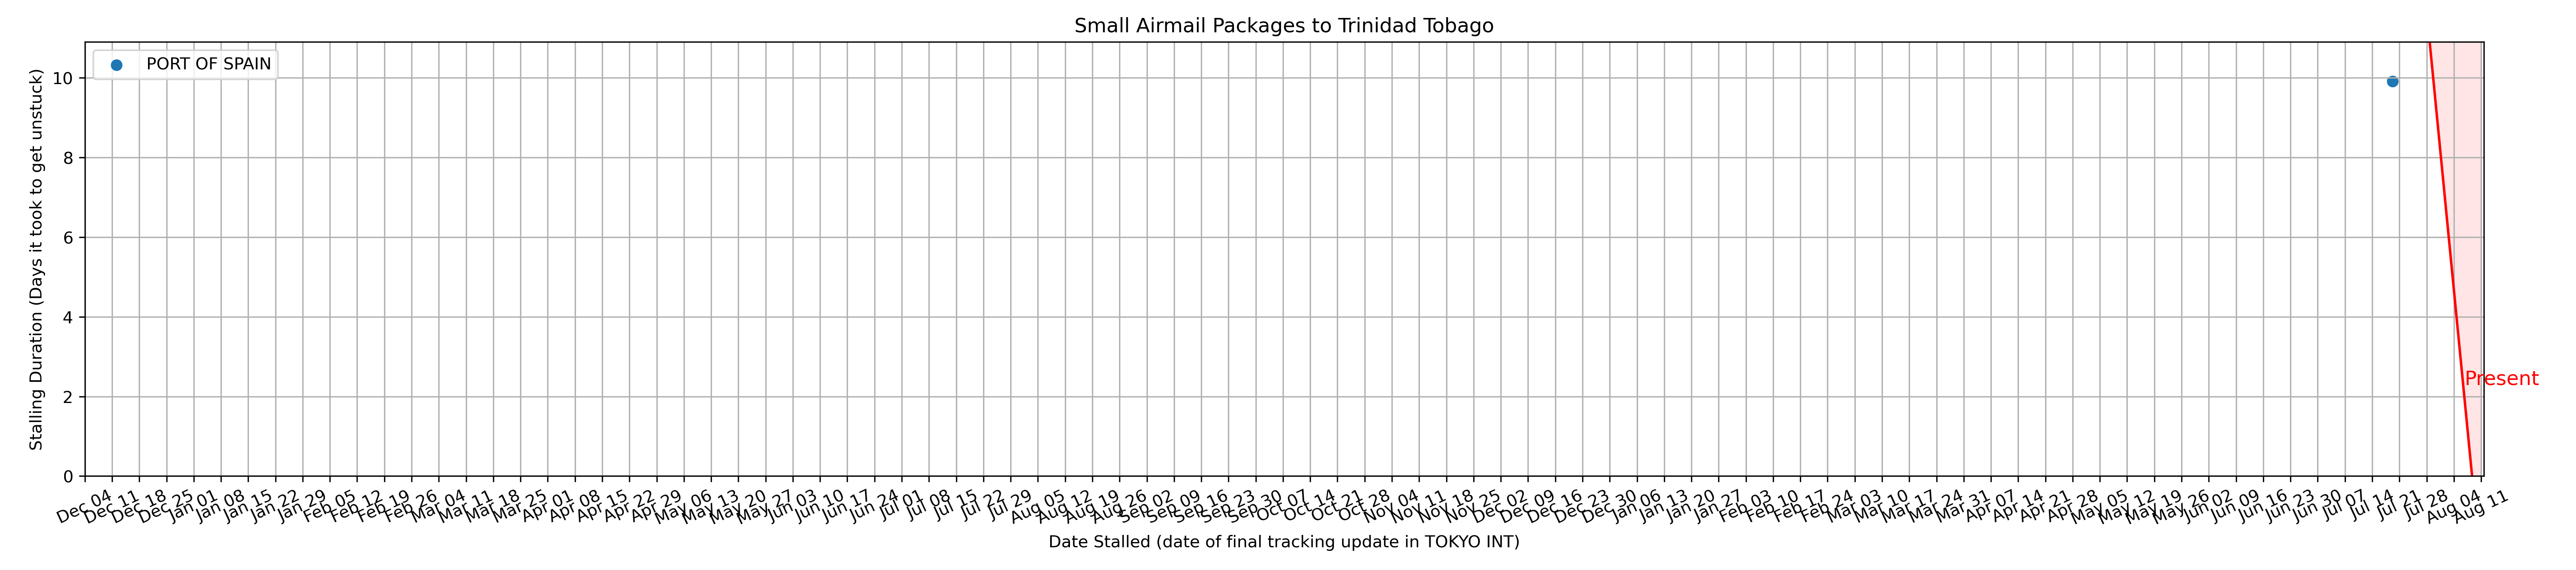 Small Airmail Packages to Trinidad Tobago
PORT OF SPAIN
Stalling Duration (Days it took to get unstuck)
10
8
6
4
2
0
Present
Dec 04
Dec 11
Dec 18
Dec 25
Jan 01
Jan 08
Jan 15
Jan 22
Jan 29
Feb 05
Feb 12
Feb 19
Feb 26
Mar 04
Mar 11
Mar 18
Mar 25
Apr 01
Apr 08
Apr 15
Apr 22
Apr 29
May 06
May 13
May 20
May 27
Jun 03
Jun 10
Jun 17
Jun 24
Jul 01
Jul 08
Jul 15
Jul 22
Jul 29
Aug 05
Aug 12
Aug 19
Aug 26
Sep 02
Sep 09
Sep 16
Sep 23
Sep 30
Oct 07
Oct 14
Oct 21
Oct 28
Nov 04
Nov 11
Nov 18
Nov 25
Dec 02
Dec 09
Dec 16
Dec 23
Dec 30
Jan 06
Jan 13
Jan 20
Jan 27
Feb 03
Feb 10
Feb 17
Feb 24
Mar 03
Mar 10
Mar 17
Mar 24
Mar 31
Apr 07
Apr 14
Apr 21
Apr 28
May 05
May 12
May 19
May 26
Jun 02
Jun 09
Jun 16
Jun 23
Jun 30
Jul 07
Jul 14
Jul 21
Jul 28
Aug 04
Aug 11
Date Stalled (date of final tracking update in TOKYO INT)